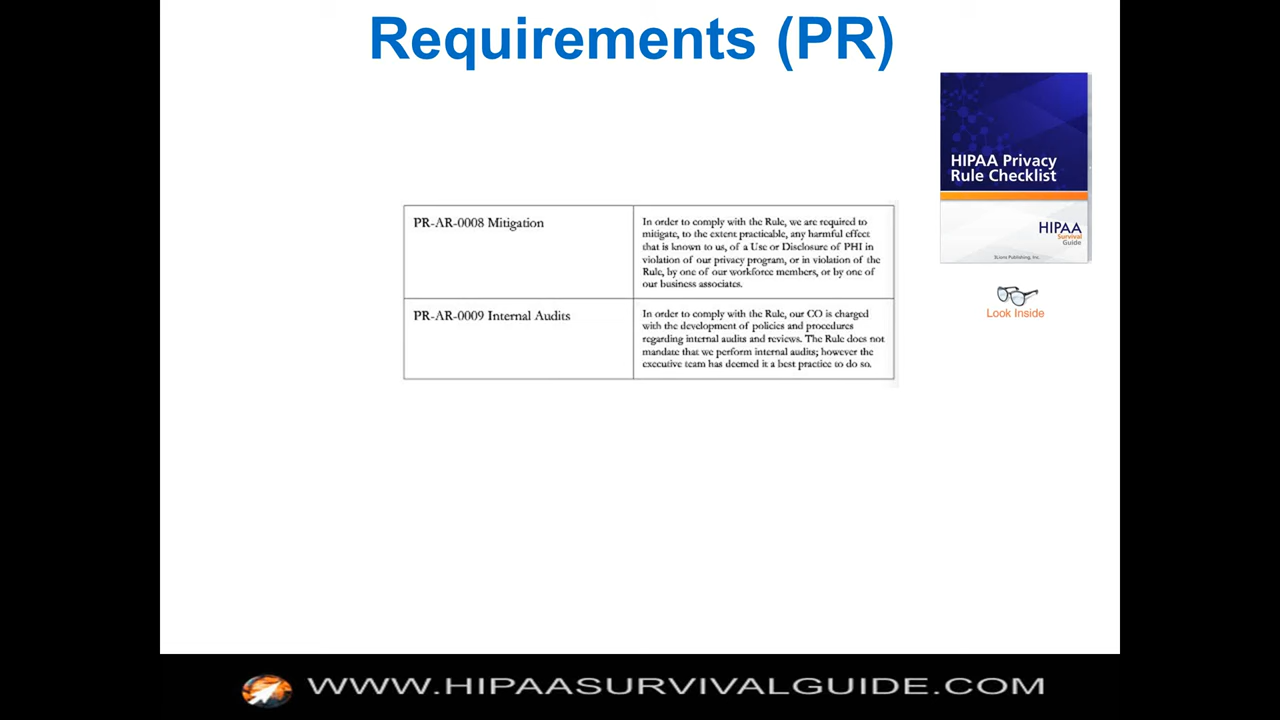 Requirements (PR)
HIPAA Privacy
Rule Checklist
HIPAA
Survival
Guide
3Lions Publishing, Inc.
Look Inside
PR-AR-0008 Mitigation
In order to comply with the Rule, we are required to
mitigate, to the extent practicable, any harmful effect
that is known to us, of a Use or Disclosure of PHI in
violation of our privacy program, or in violation of the
Rule, by one of our workforce members, or by one of
our business associates.
PR-AR-0009 Internal Audits
In order to comply with the Rule, our CO is charged
with the development of policies and procedures
regarding internal audits and reviews. The Rule does not
mandate that we perform internal audits; however the
executive team has deemed it a best practice to do so.
WWW.HIPAASURVIVALGUIDE.COM